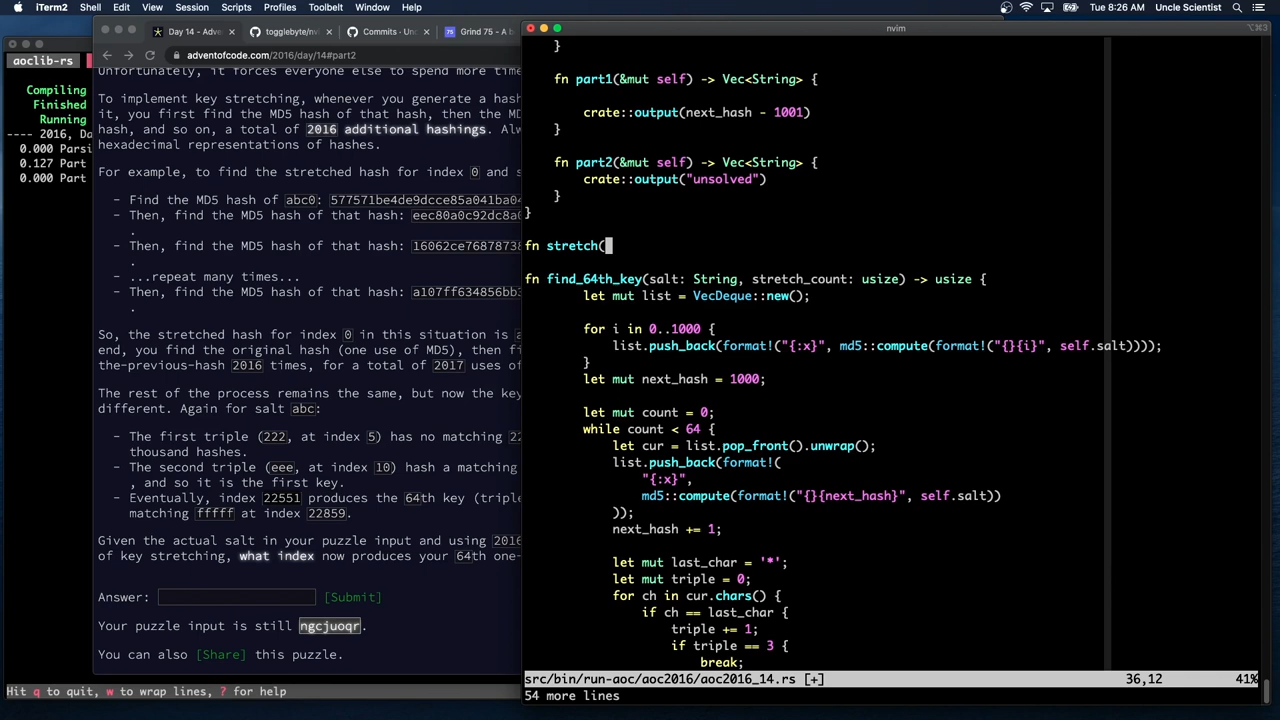 iTerm2 Shell Edit View Session Scripts Profiles Toolbelt Window Help
Tue 8:26 AM Uncle Scientist
Day 14 - Adve
togglebyte/nvi
Commits · Un
Grind 75 - A b
nvim
⌥⌘3
aoclib-rs
adventofcode.com/2016/day/14#part2
Compiling
Finished
Running
---- 2016, Da
0.000 Parsi
0.127 Part
0.000 Part
Unfortunately, it forces everyone else to spend more time
To implement key stretching, whenever you generate a hash
it, you first find the MD5 hash of that hash, then the MD
hash, and so on, a total of 2016 additional hashings. Alw
hexadecimal representations of hashes.
For example, to find the stretched hash for index 0 and s
- Find the MD5 hash of abc0: 577571be4de9dcce85a041ba04
- Then, find the MD5 hash of that hash: eec80a0c92dc8a0
.
- Then, find the MD5 hash of that hash: 16062ce76878738
.
- ...repeat many times...
- Then, find the MD5 hash of that hash: a107ff634856bb3
.
So, the stretched hash for index 0 in this situation is a
end, you find the original hash (one use of MD5), then fi
the-previous-hash 2016 times, for a total of 2017 uses of
The rest of the process remains the same, but now the key
different. Again for salt abc:
- The first triple (222, at index 5) has no matching 22
thousand hashes.
- The second triple (eee, at index 10) hash a matching
, and so it is the first key.
- Eventually, index 22551 produces the 64th key (triple
matching fffff at index 22859.
Given the actual salt in your puzzle input and using 2016
of key stretching, what index now produces your 64th one-
Answer: [Submit]
Your puzzle input is still ngcjuoqr.
You can also [Share] this puzzle.
Hit q to quit, w to wrap lines, ? for help
}
fn part1(&mut self) -> Vec<String> {
crate::output(next_hash - 1001)
}
fn part2(&mut self) -> Vec<String> {
crate::output("unsolved")
}
}
fn stretch(
fn find_64th_key(salt: String, stretch_count: usize) -> usize {
let mut list = VecDeque::new();
for i in 0..1000 {
list.push_back(format!("{:x}", md5::compute(format!("{}{i}", self.salt))));
}
let mut next_hash = 1000;
let mut count = 0;
while count < 64 {
let cur = list.pop_front().unwrap();
list.push_back(format!(
"{:x}",
md5::compute(format!("{}{next_hash}", self.salt))
));
next_hash += 1;
let mut last_char = '*';
let mut triple = 0;
for ch in cur.chars() {
if ch == last_char {
triple += 1;
if triple == 3 {
break;
src/bin/run-aoc/aoc2016/aoc2016_14.rs [+] 36,12 41%
54 more lines